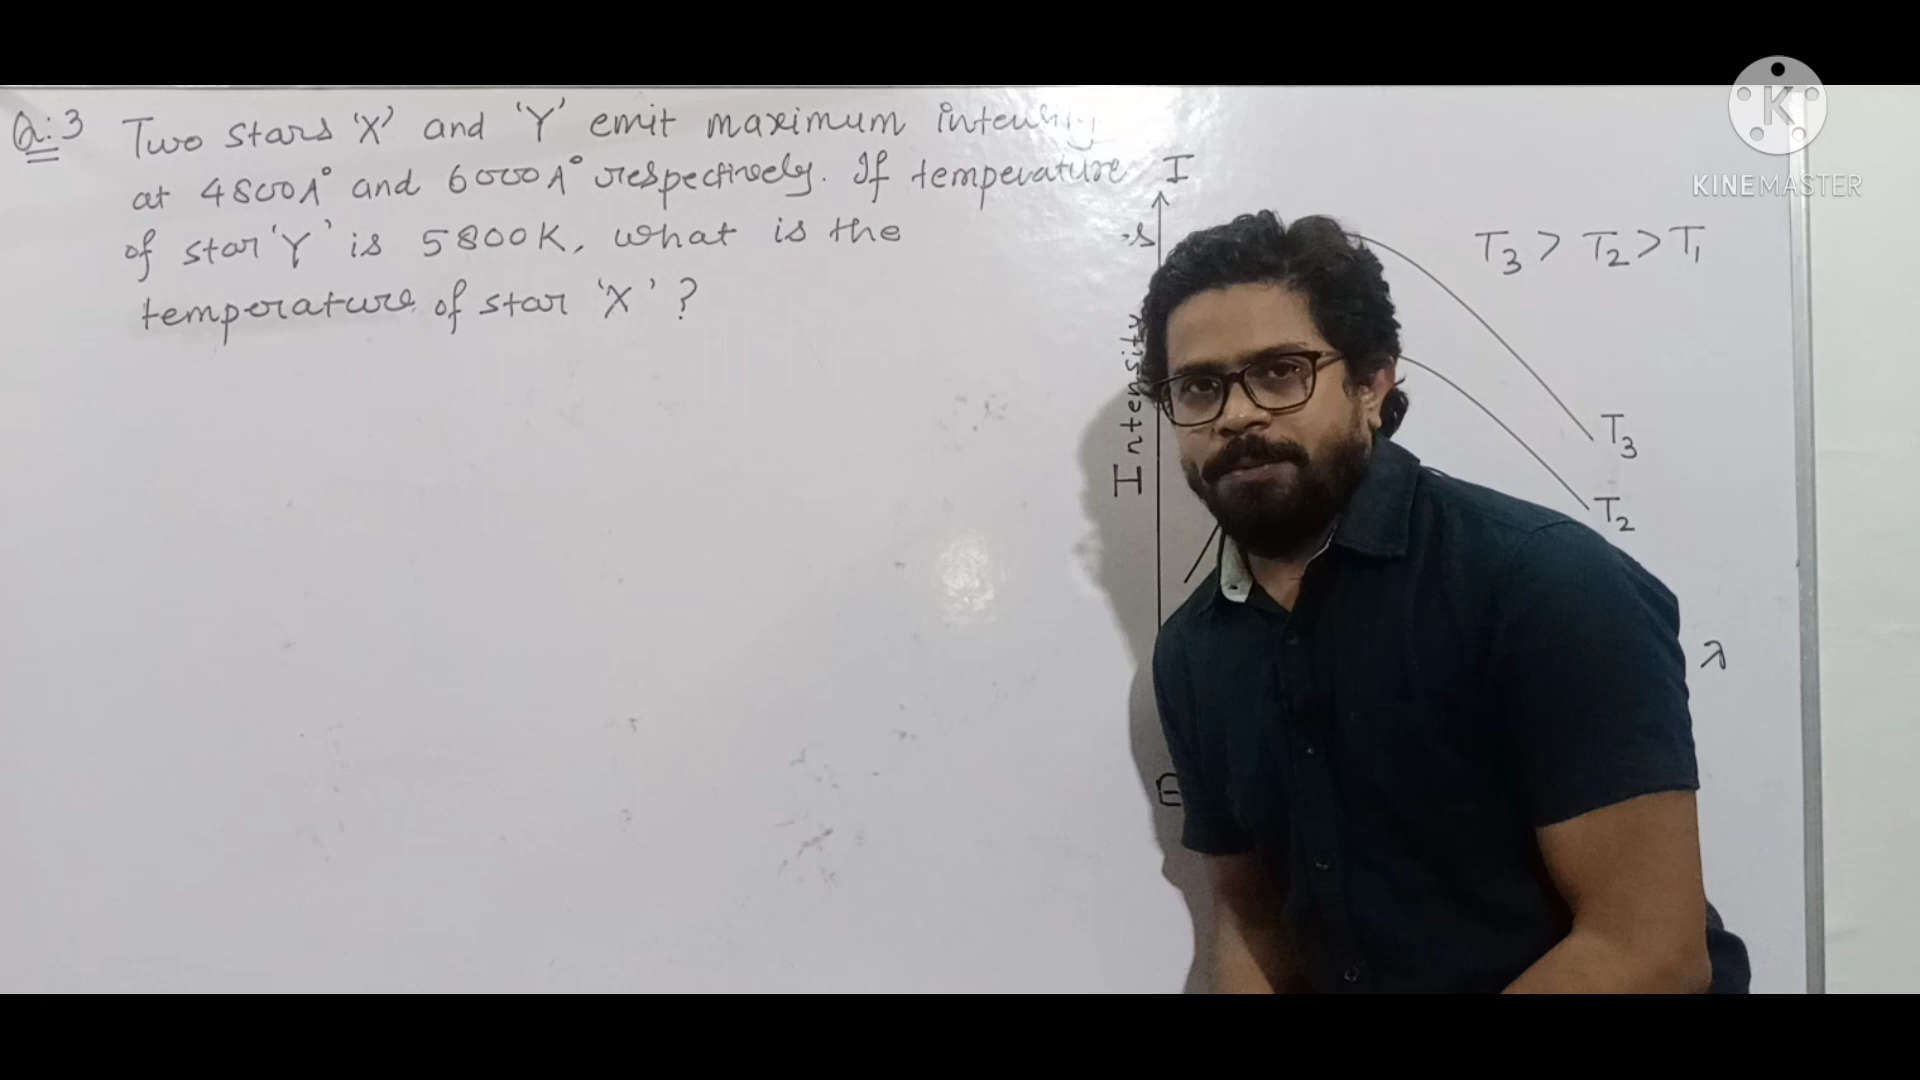 Q:3 Two stars 'X' and 'Y' emit maximum intensity
at 4800A° and 6000A° respectively. If temperature
of star 'Y' is 5800K, what is the
temperature of star 'X' ?
I
Intensity
T3 > T2 > T1
T3
T2
λ
E
K
KINEMASTER